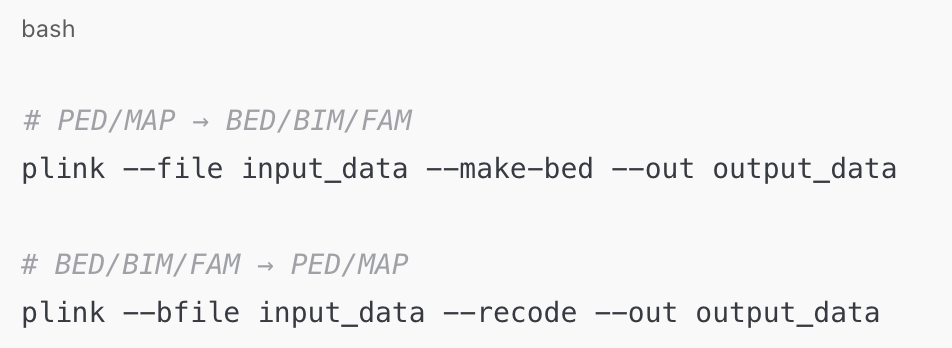 bash
# PED/MAP → BED/BIM/FAM
plink --file input_data --make-bed --out output_data
# BED/BIM/FAM → PED/MAP
plink --bfile input_data --recode --out output_data